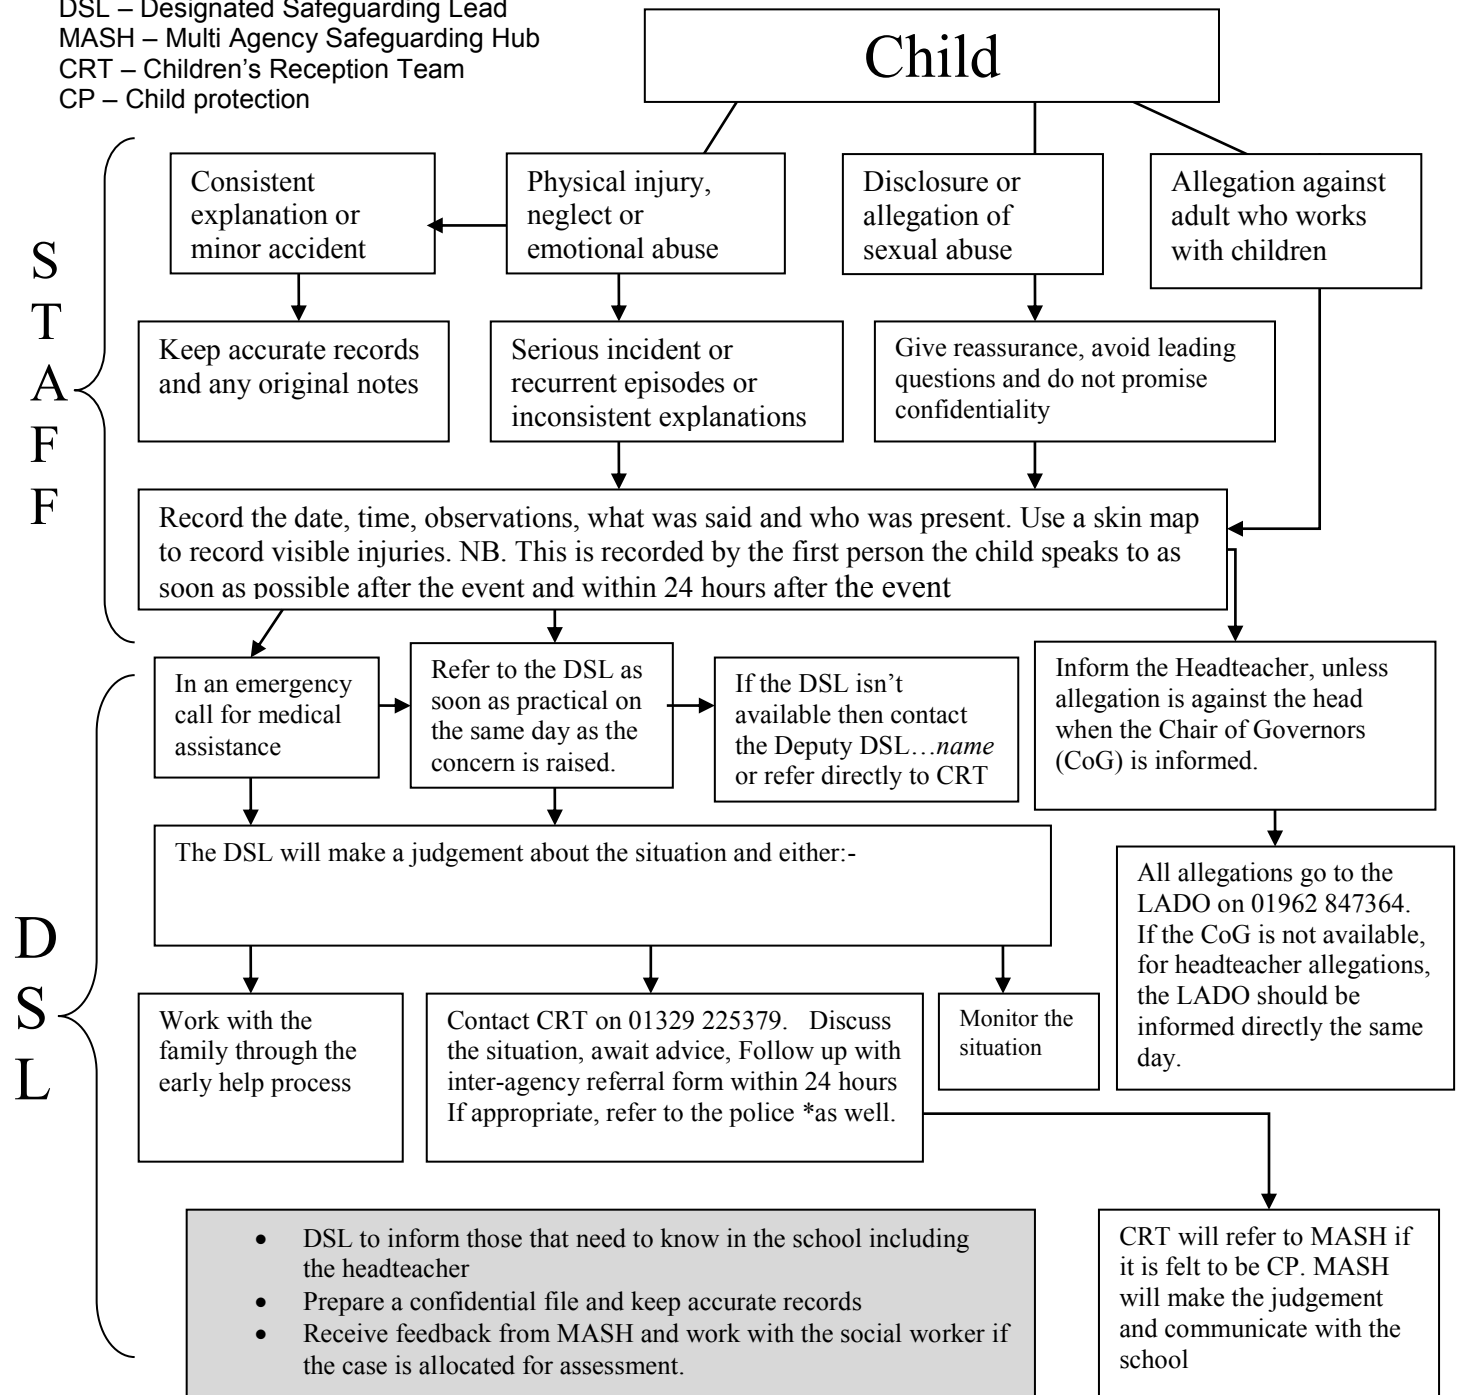 DSL – Designated Safeguarding Lead
MASH – Multi Agency Safeguarding Hub
CRT – Children's Reception Team
CP – Child protection
Child
S
T
A
F
F
Consistent
explanation or
minor accident
Physical injury,
neglect or
emotional abuse
Disclosure or
allegation of
sexual abuse
Allegation against
adult who works
with children
Keep accurate records
and any original notes
Serious incident or
recurrent episodes or
inconsistent explanations
Give reassurance, avoid leading
questions and do not promise
confidentiality
Record the date, time, observations, what was said and who was present. Use a skin map
to record visible injuries. NB. This is recorded by the first person the child speaks to as
soon as possible after the event and within 24 hours after the event
D
S
L
In an emergency
call for medical
assistance
Refer to the DSL as
soon as practical on
the same day as the
concern is raised.
If the DSL isn't
available then contact
the Deputy DSL…name
or refer directly to CRT
Inform the Headteacher, unless
allegation is against the head
when the Chair of Governors
(CoG) is informed.
The DSL will make a judgement about the situation and either:-
All allegations go to the
LADO on 01962 847364.
If the CoG is not available,
for headteacher allegations,
the LADO should be
informed directly the same
day.
Work with the
family through the
early help process
Contact CRT on 01329 225379. Discuss
the situation, await advice, Follow up with
inter-agency referral form within 24 hours
If appropriate, refer to the police *as well.
Monitor the
situation
• DSL to inform those that need to know in the school including
the headteacher
• Prepare a confidential file and keep accurate records
• Receive feedback from MASH and work with the social worker if
the case is allocated for assessment.
CRT will refer to MASH if
it is felt to be CP. MASH
will make the judgement
and communicate with the
school